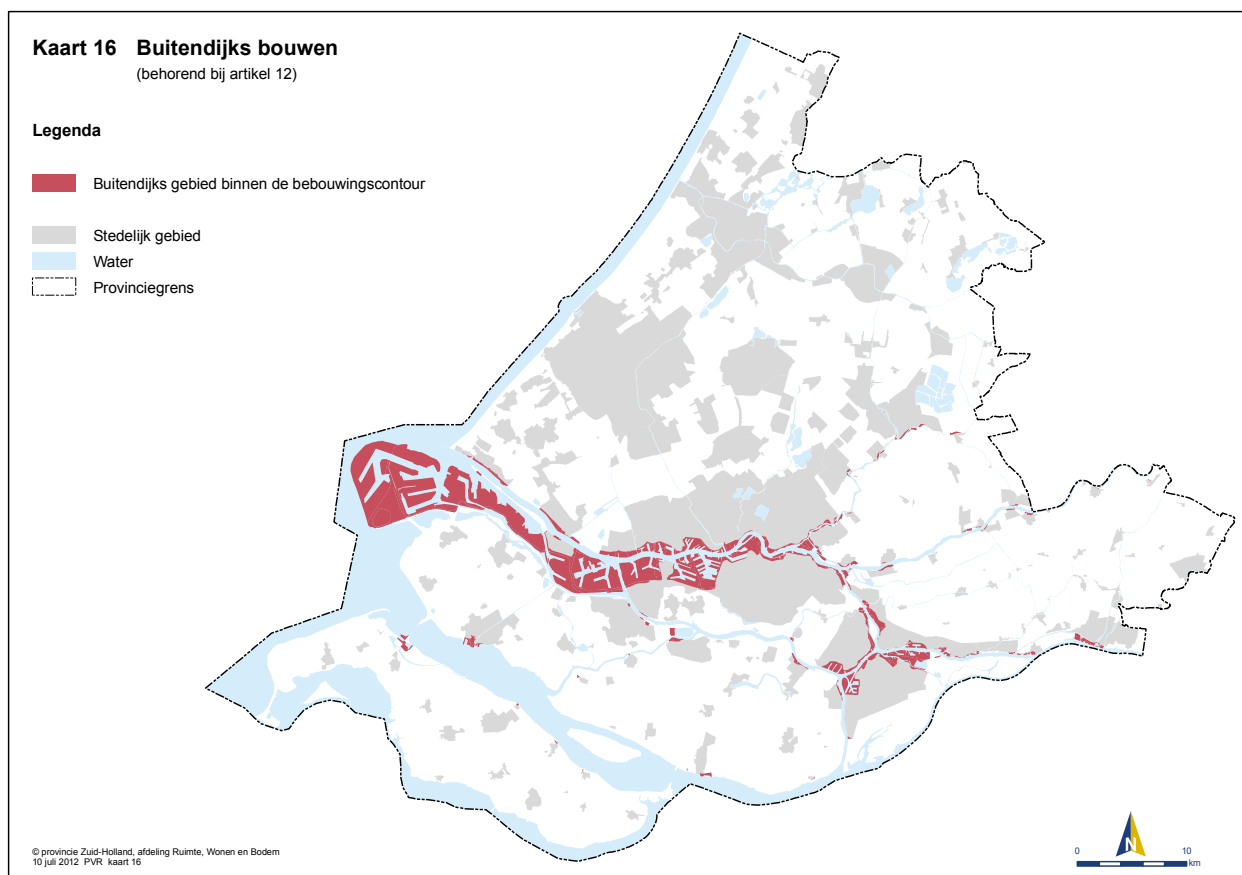 Kaart 16 Buitendijks bouwen
(behorend bij artikel 12)
Legenda
Buitendijks gebied binnen de bebouwingscontour
Stedelijk gebied
Water
Provinciegrens
© provincie Zuid-Holland, afdeling Ruimte, Wonen en Bodem
10 juli 2012 PVR kaart 16
N
0 10
km